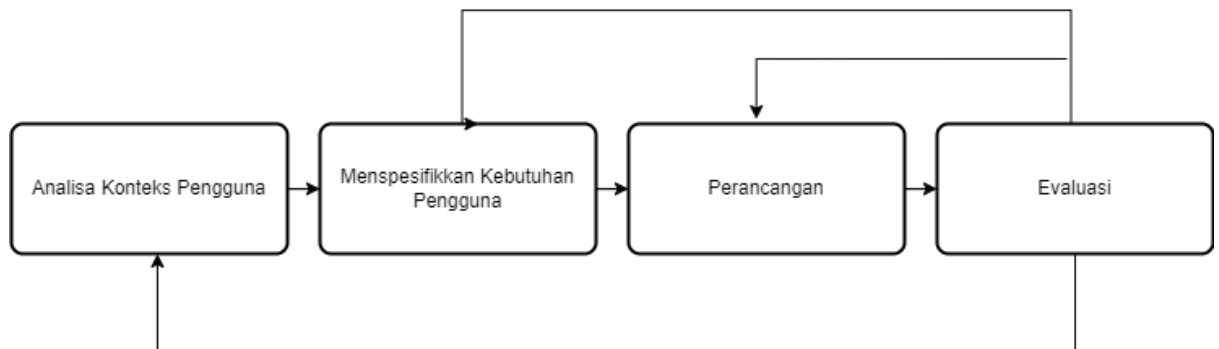 Analisa Konteks Pengguna
Menspesifikkan Kebutuhan
Pengguna
Perancangan
Evaluasi